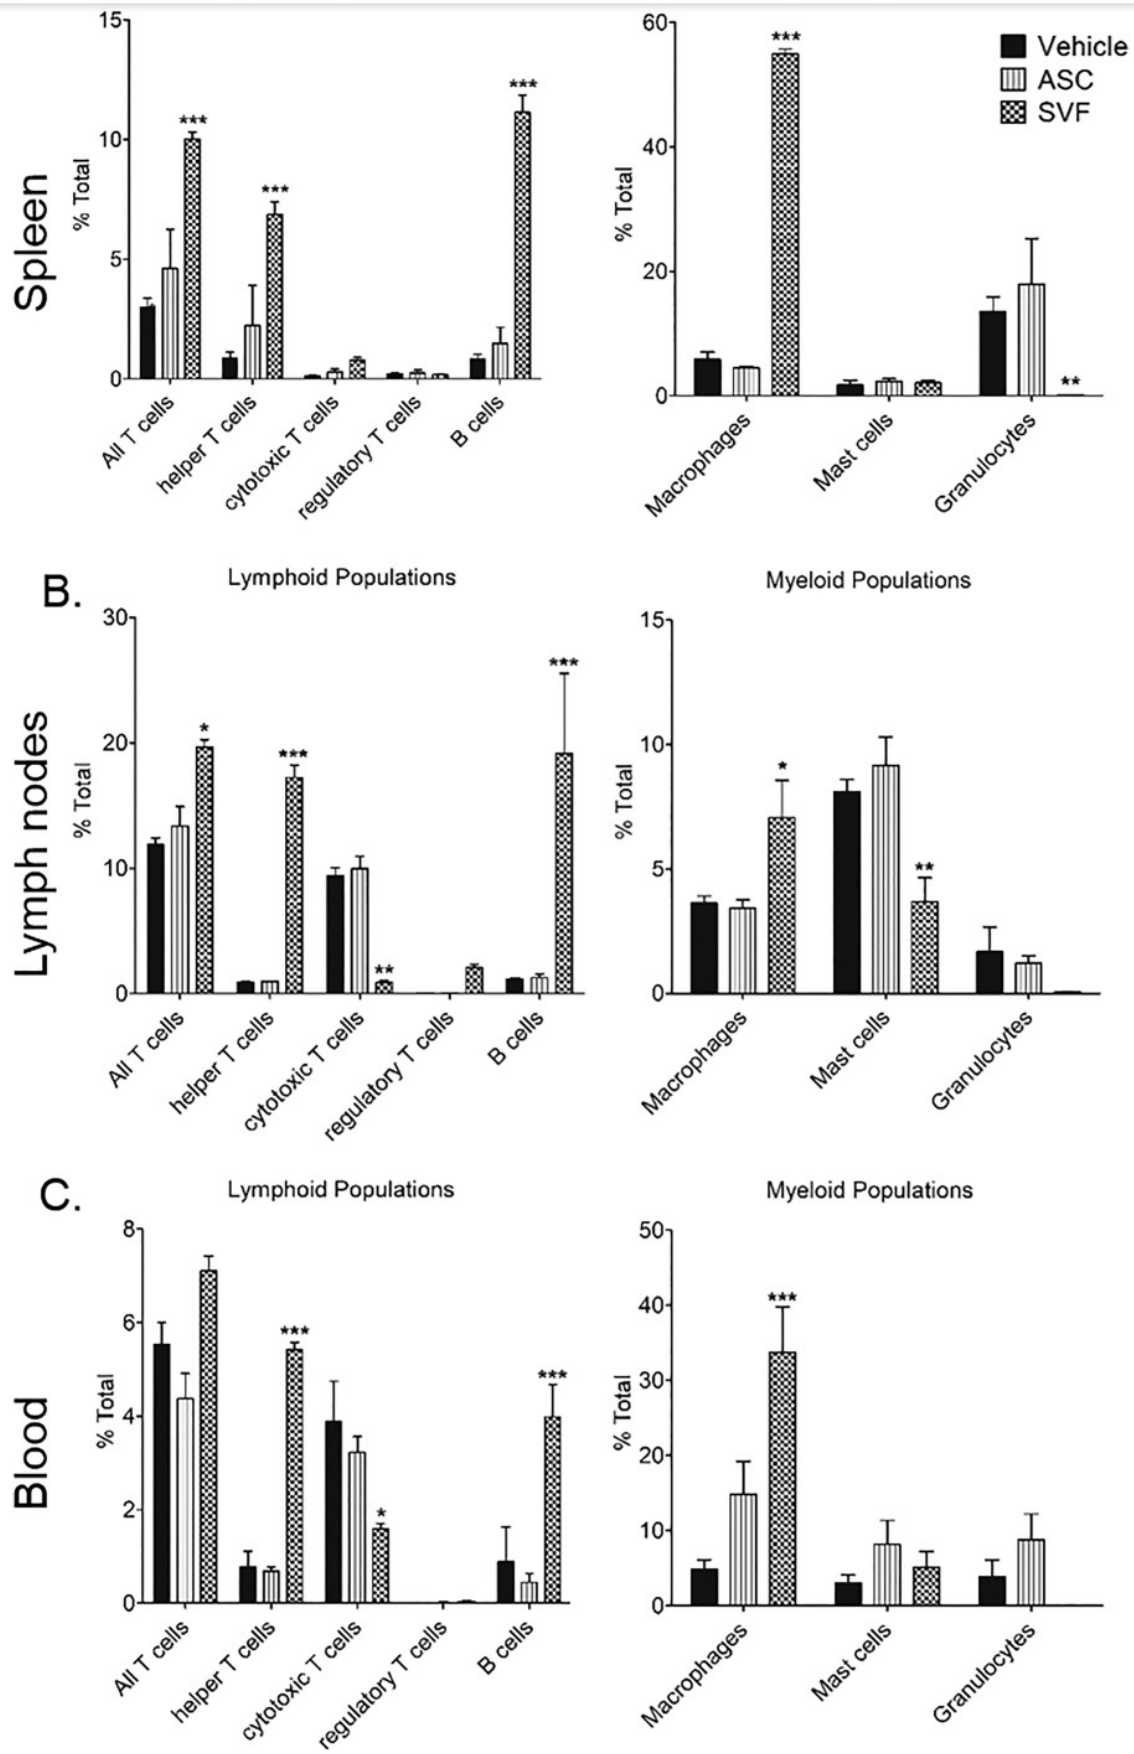 Spleen
% Total
15
10
5
0
***
***
***
All T cells
helper T cells
cytotoxic T cells
regulatory T cells
B cells
% Total
60
40
20
0
***
**
Vehicle
ASC
SVF
Macrophages
Mast cells
Granulocytes
B.
Lymph nodes
Lymphoid Populations
% Total
30
20
10
0
*
***
**
***
All T cells
helper T cells
cytotoxic T cells
regulatory T cells
B cells
Myeloid Populations
% Total
15
10
5
0
*
**
Macrophages
Mast cells
Granulocytes
C.
Blood
Lymphoid Populations
% Total
8
6
4
2
0
***
*
***
All T cells
helper T cells
cytotoxic T cells
regulatory T cells
B cells
Myeloid Populations
% Total
50
40
30
20
10
0
***
Macrophages
Mast cells
Granulocytes